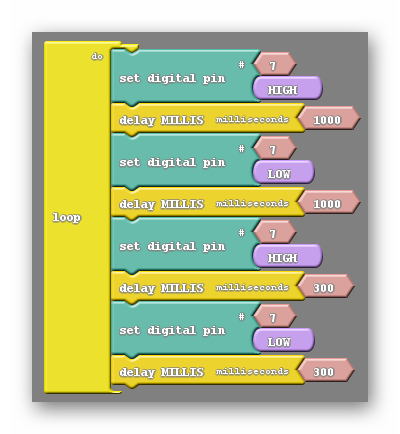 do
set digital pin # 7
HIGH
delay MILLIS milliseconds 1000
set digital pin # 7
LOW
delay MILLIS milliseconds 1000
loop
set digital pin # 7
HIGH
delay MILLIS milliseconds 300
set digital pin # 7
LOW
delay MILLIS milliseconds 300